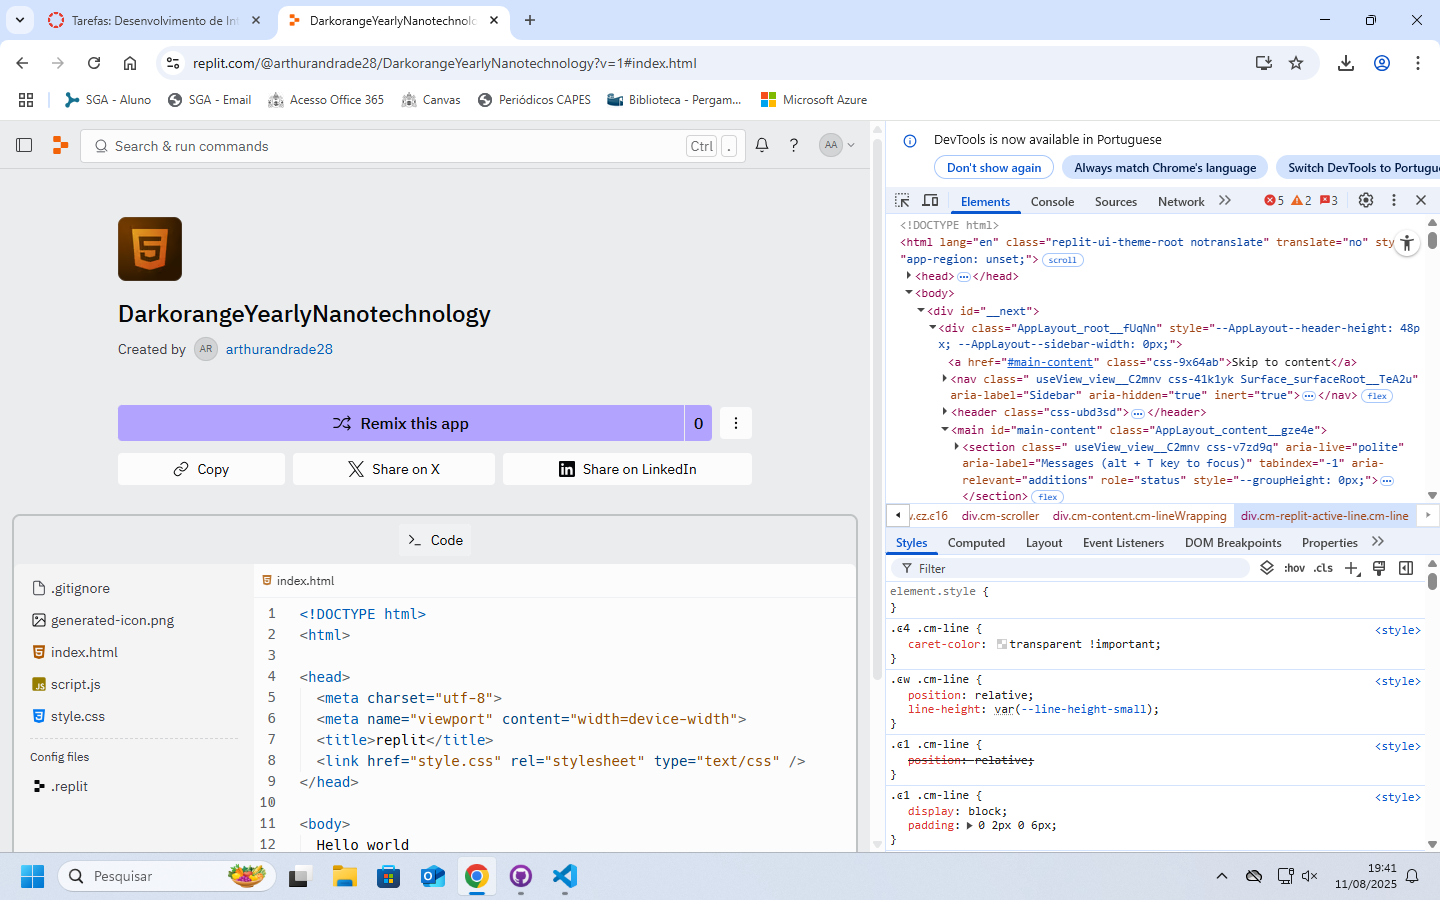 Tarefas: Desenvolvimento de In
DarkorangeYearlyNanotechnolo
replit.com/@arthurandrade28/DarkorangeYearlyNanotechnology?v=1#index.html
SGA - Aluno
SGA - Email
Acesso Office 365
Canvas
Periódicos CAPES
Biblioteca - Pergam...
Microsoft Azure
Search & run commands
Ctrl .
AA
DarkorangeYearlyNanotechnology
Created by AR arthurandrade28
Remix this app 0
Copy
Share on X
Share on LinkedIn
Code
.gitignore
generated-icon.png
index.html
script.js
style.css
Config files
.replit
index.html
1 <!DOCTYPE html>
2 <html>
3
4 <head>
5 <meta charset="utf-8">
6 <meta name="viewport" content="width=device-width">
7 <title>replit</title>
8 <link href="style.css" rel="stylesheet" type="text/css" />
9 </head>
10
11 <body>
12 Hello world
DevTools is now available in Portuguese
Don't show again
Always match Chrome's language
Switch DevTools to Portugue
Elements
Console
Sources
Network
5 2 3
<!DOCTYPE html>
<html lang="en" class="replit-ui-theme-root notranslate" translate="no" sty
"app-region: unset;"> scroll
<head>…</head>
<body>
<div id="__next">
<div class="AppLayout_root__fUqNn" style="--AppLayout--header-height: 48p
x; --AppLayout--sidebar-width: 0px;">
<a href="#main-content" class="css-9x64ab">Skip to content</a>
<nav class=" useView_view__C2mnv css-41k1yk Surface_surfaceRoot__TeA2u"
aria-label="Sidebar" aria-hidden="true" inert="true">…</nav> flex
<header class="css-ubd3sd">…</header>
<main id="main-content" class="AppLayout_content__gze4e">
<section class=" useView_view__C2mnv css-v7zd9q" aria-live="polite"
aria-label="Messages (alt + T key to focus)" tabindex="-1" aria-
relevant="additions" role="status" style="--groupHeight: 0px;">…
</section> flex
div.cm-scroller
div.cm-content.cm-lineWrapping
div.cm-replit-active-line.cm-line
Styles
Computed
Layout
Event Listeners
DOM Breakpoints
Properties
Filter
:hov .cls
element.style {
}
.cm-line { <style>
caret-color: transparent !important;
}
.cm-line { <style>
position: relative;
line-height: var(--line-height-small);
}
.cm-line { <style>
position: relative;
}
.cm-line { <style>
display: block;
padding: 0 2px 0 6px;
}
Pesquisar
19:41
11/08/2025